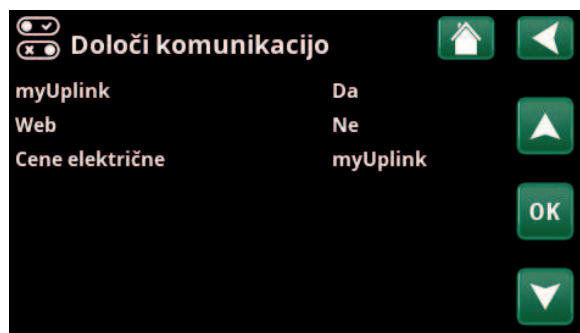 Določi komunikacijo
myUplink Da
Web Ne
Cene električne myUplink
OK